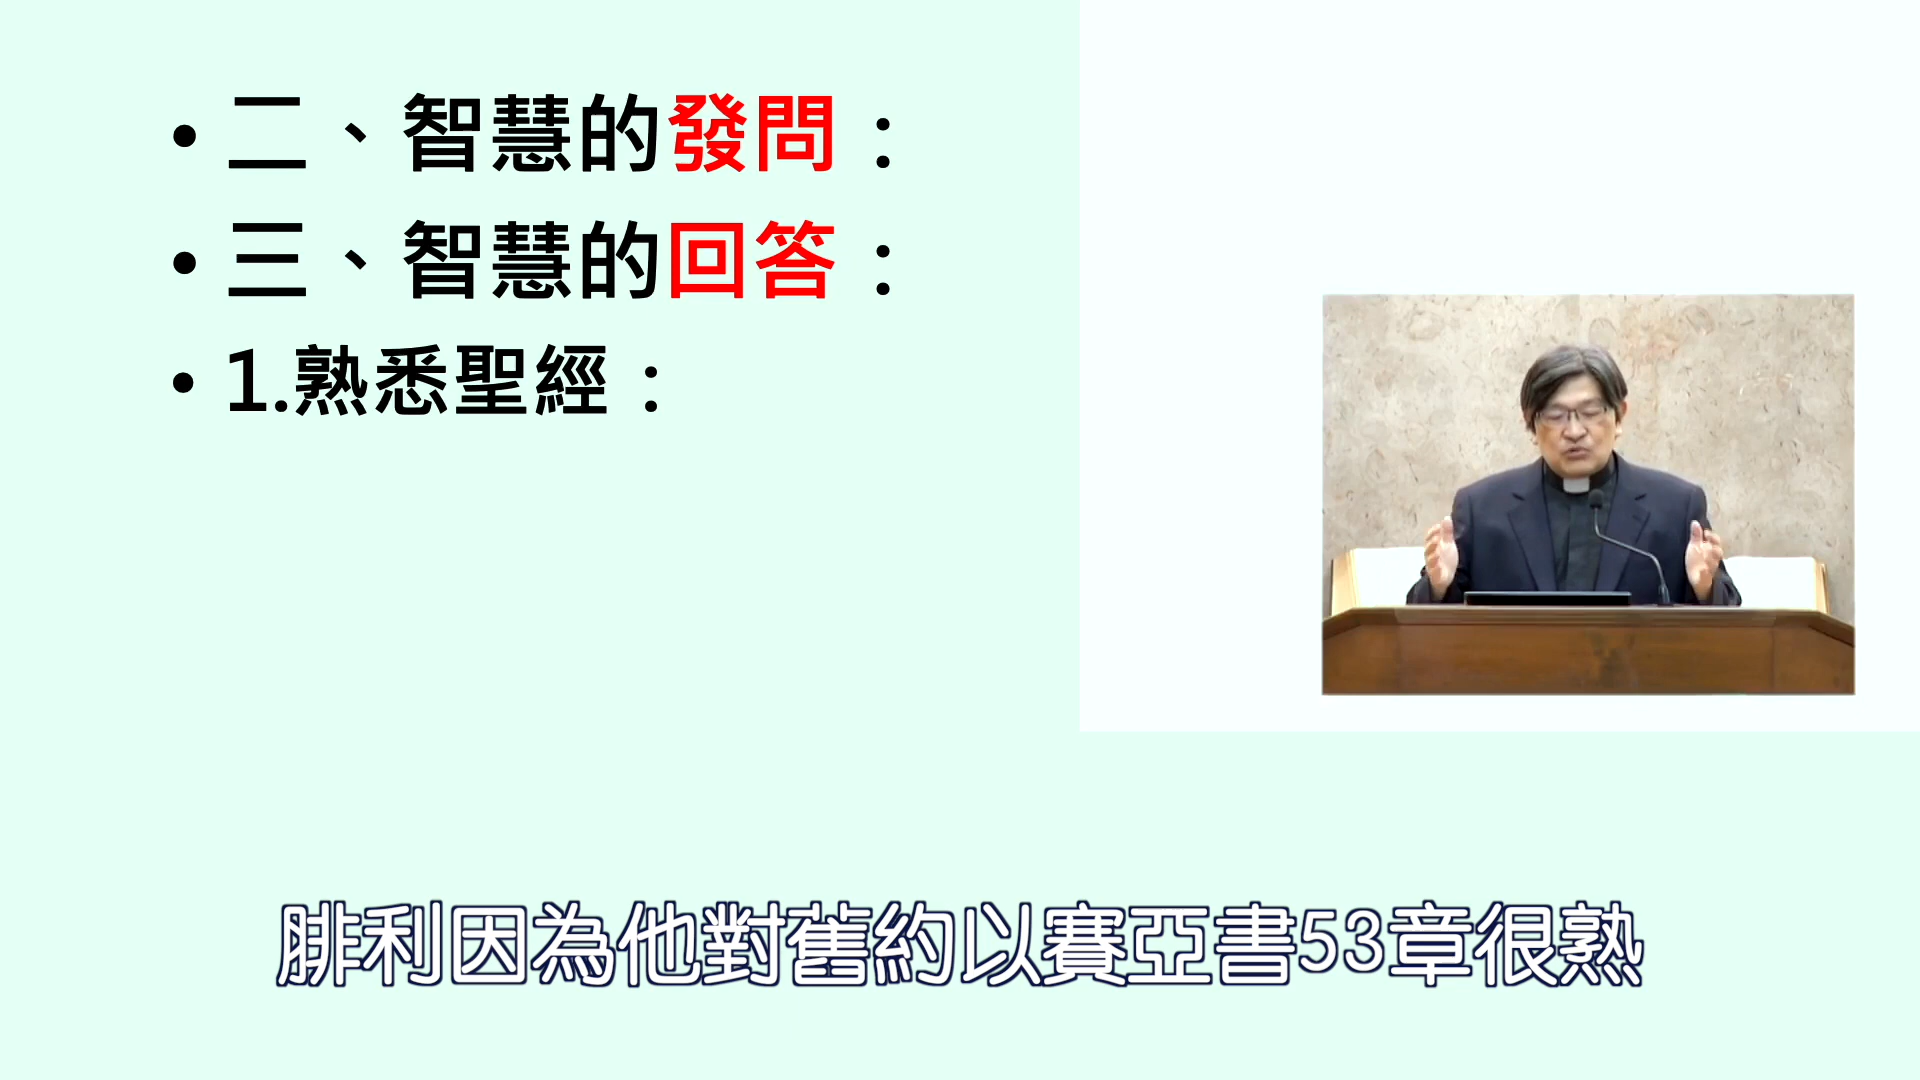 • 二、智慧的發問：
• 三、智慧的回答：
• 1.熟悉聖經：
腓利因為他對舊約以賽亞書53章很熟